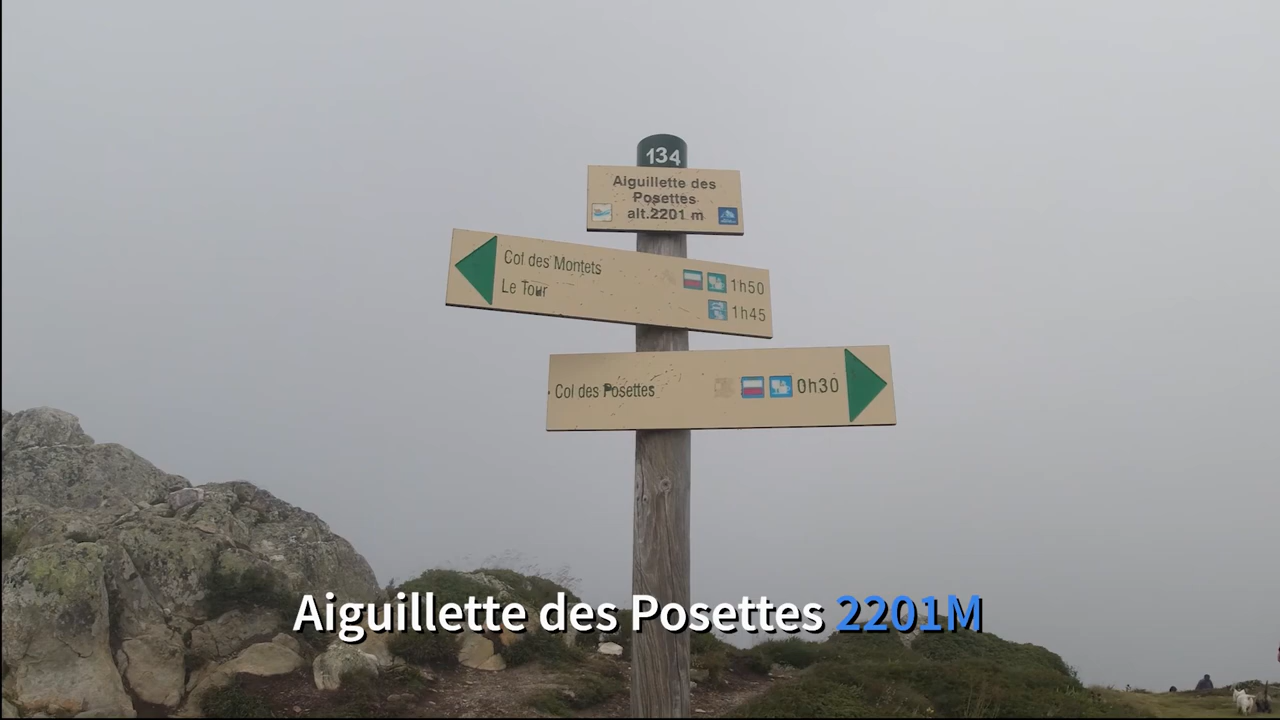 134
Aiguillette des
Posettes
alt.2201 m
Col des Montets 1h50
Le Tour 1h45
Col des Posettes 0h30
Aiguillette des Posettes 2201M